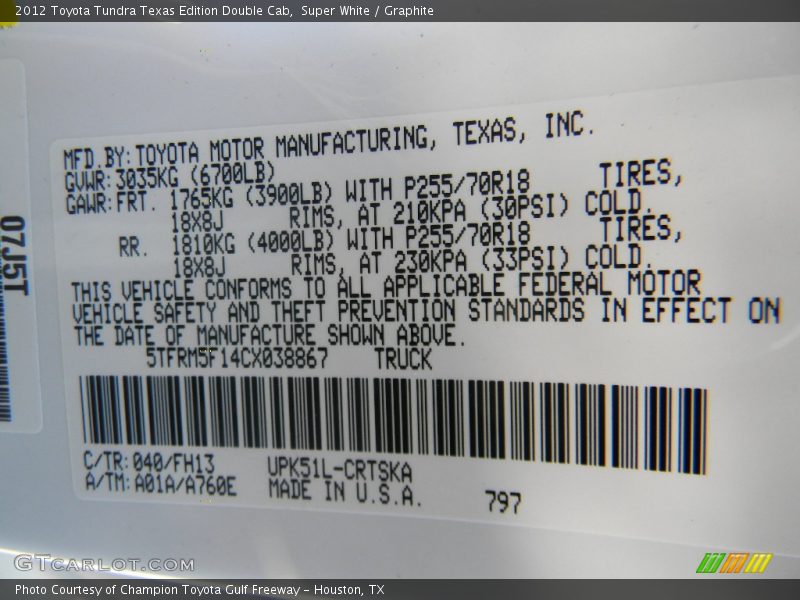 2012 Toyota Tundra Texas Edition Double Cab,  Super White / Graphite
MFD.BY:TOYOTA MOTOR MANUFACTURING, TEXAS, INC.
GVWR:3035KG (6700LB)
GAWR:FRT. 1765KG (3900LB) WITH P255/70R18 TIRES,
18X8J RIMS, AT 210KPA (30PSI) COLD.
RR. 1810KG (4000LB) WITH P255/70R18 TIRES,
18X8J RIMS, AT 230KPA (33PSI) COLD.
THIS VEHICLE CONFORMS TO ALL APPLICABLE FEDERAL MOTOR
VEHICLE SAFETY AND THEFT PREVENTION STANDARDS IN EFFECT ON
THE DATE OF MANUFACTURE SHOWN ABOVE.
5TFRM5F14CX038867 TRUCK
C/TR:040/FH13 UPK51L-CRTSKA
A/TM:A01A/A760E MADE IN U.S.A. 797
07J5T
GTCARLOT.COM
Photo Courtesy of Champion Toyota Gulf Freeway - Houston, TX